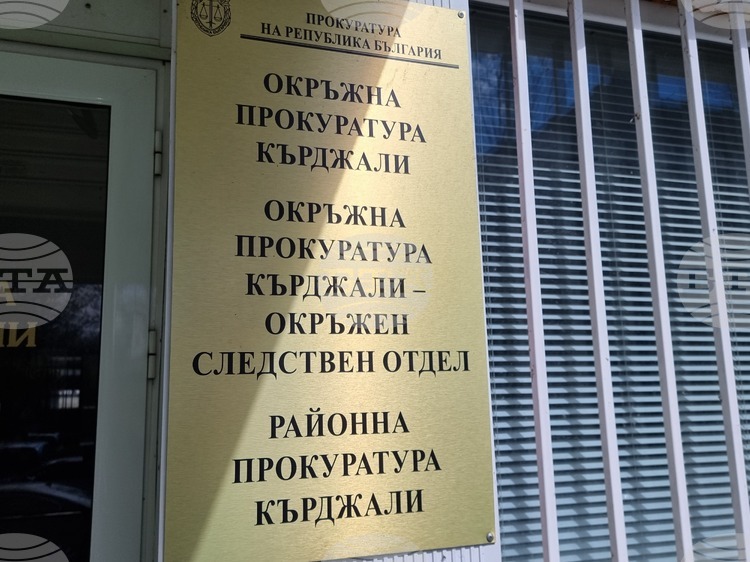 ПРОКУРАТУРА
НА РЕПУБЛИКА БЪЛГАРИЯ
ОКРЪЖНА
ПРОКУРАТУРА
КЪРДЖАЛИ
ОКРЪЖНА
ПРОКУРАТУРА
КЪРДЖАЛИ –
ОКРЪЖЕН
СЛЕДСТВЕН ОТДЕЛ
РАЙОННА
ПРОКУРАТУРА
КЪРДЖАЛИ